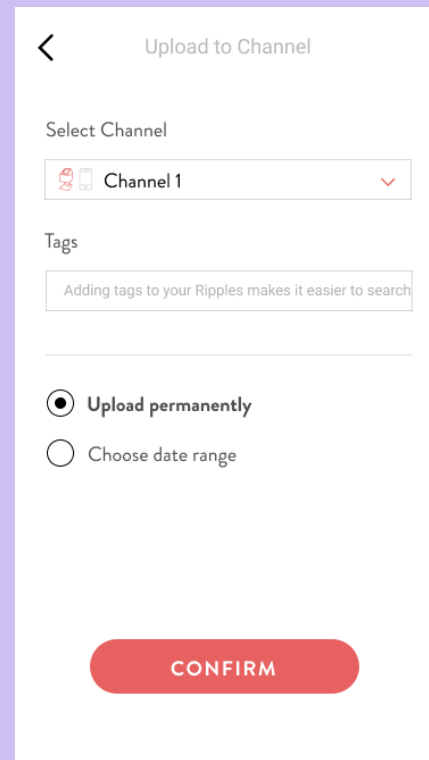 Upload to Channel
Select Channel
Channel 1
Tags
Adding tags to your Ripples makes it easier to search
Upload permanently
Choose date range
CONFIRM